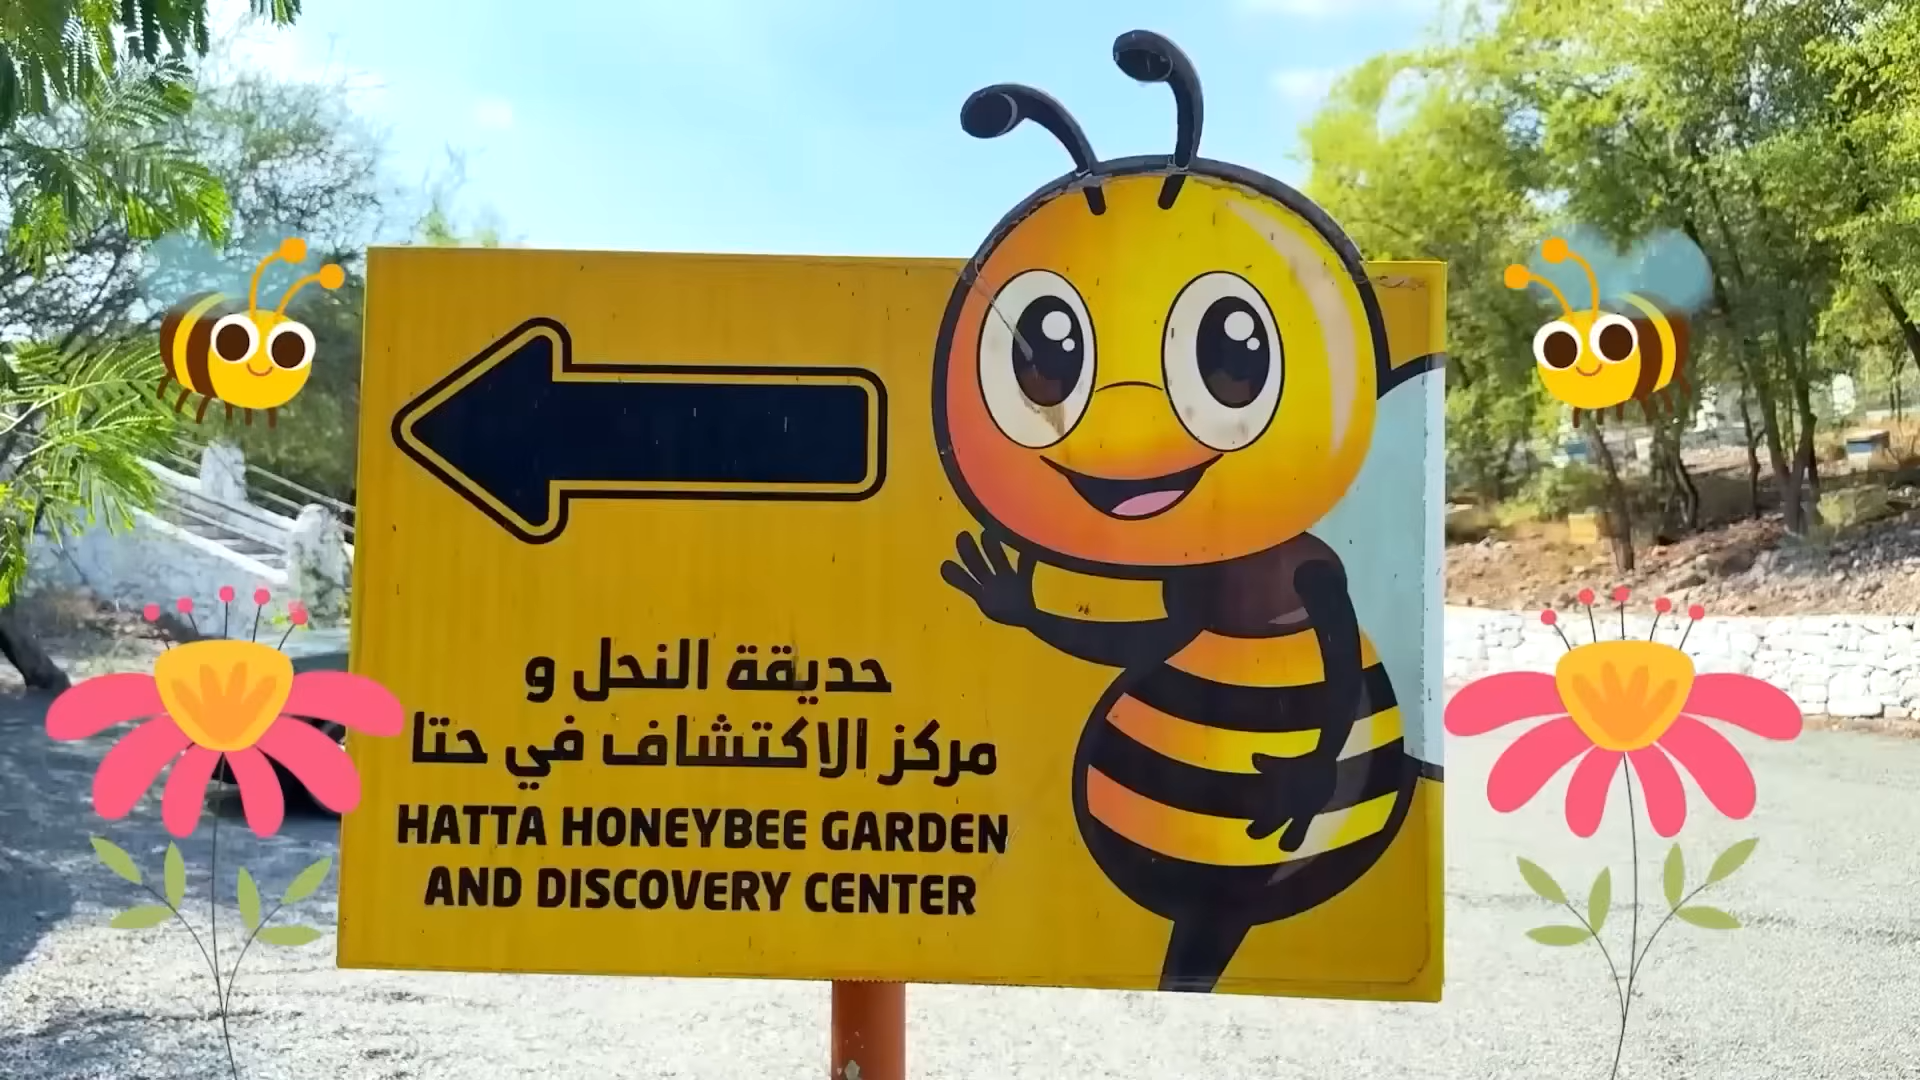 حديقة النحل و
مركز الاكتشاف في حتا
HATTA HONEYBEE GARDEN
AND DISCOVERY CENTER